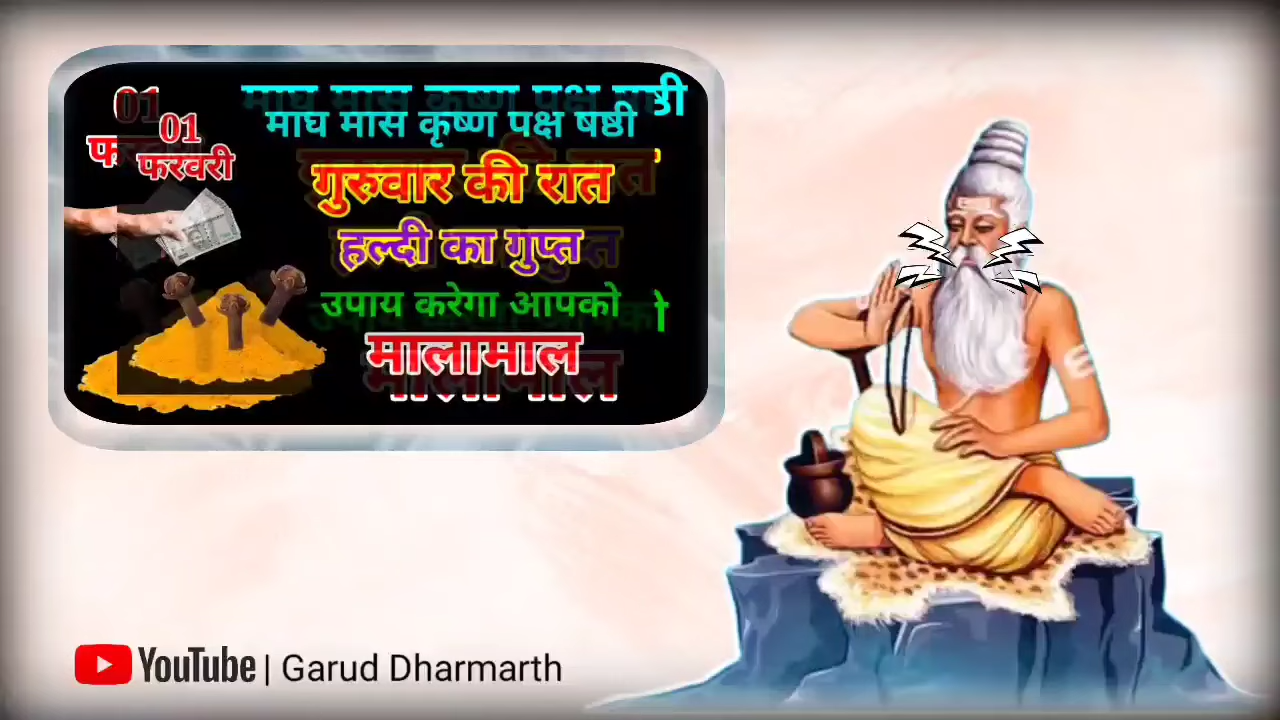 01
फरवरी
माघ मास कृष्ण पक्ष षष्ठी
गुरुवार की रात
हल्दी का गुप्त
उपाय करेगा आपको
मालामाल
YouTube | Garud Dharmarth